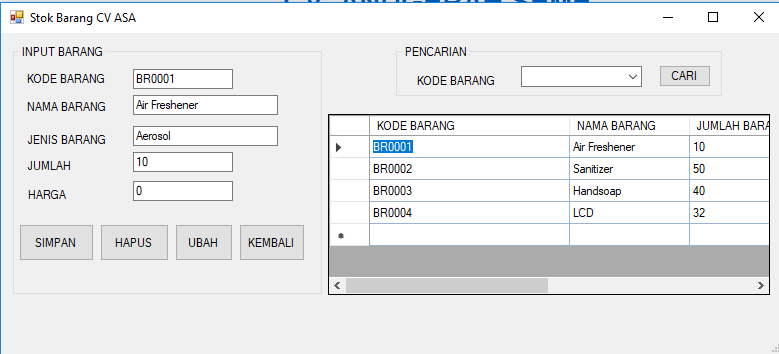 Stok Barang CV ASA
INPUT BARANG
KODE BARANG BR0001
NAMA BARANG Air Freshener
JENIS BARANG Aerosol
JUMLAH 10
HARGA 0
SIMPAN HAPUS UBAH KEMBALI
PENCARIAN
KODE BARANG CARI
KODE BARANG NAMA BARANG JUMLAH BARA
BR0001 Air Freshener 10
BR0002 Sanitizer 50
BR0003 Handsoap 40
BR0004 LCD 32